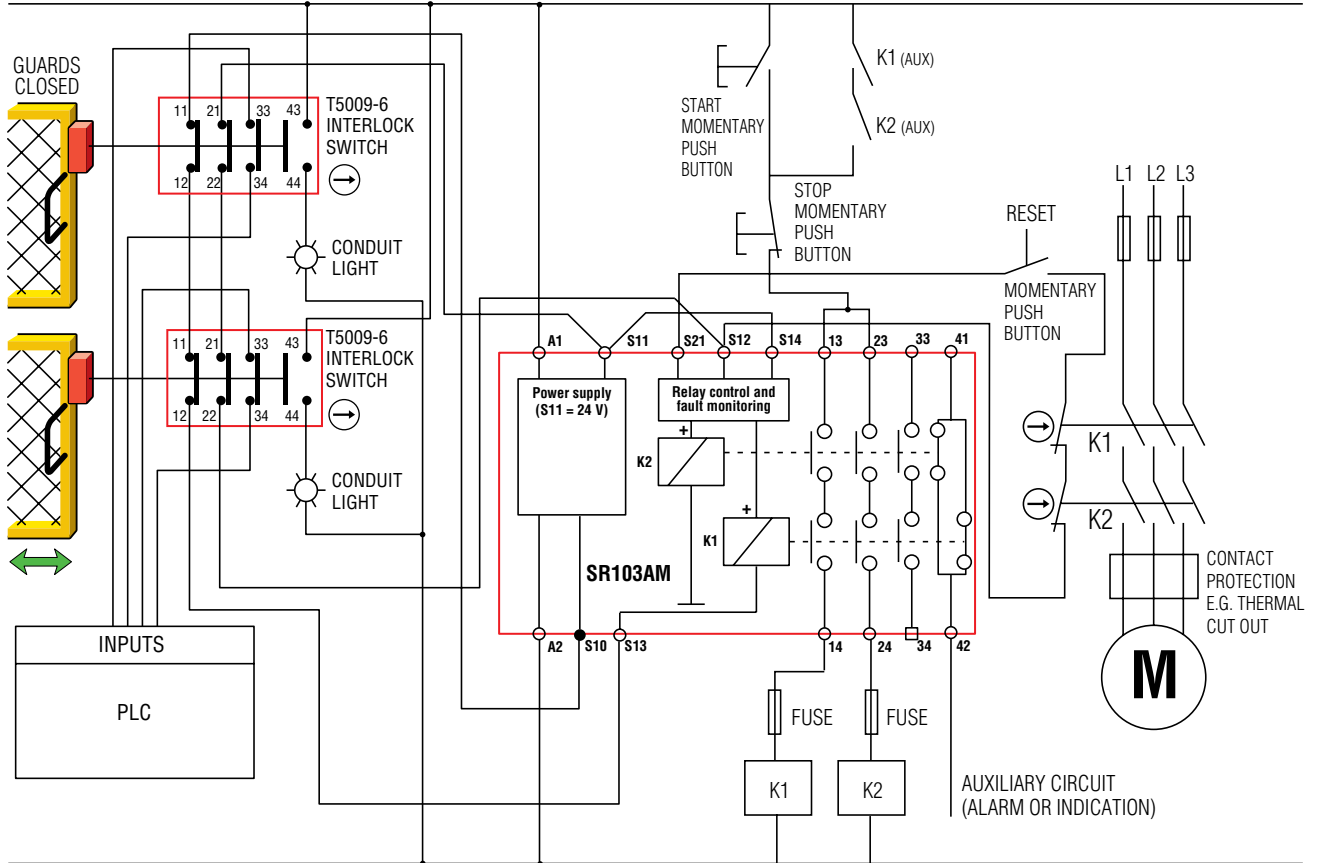 GUARDS
CLOSED
11 21 33 43
12 22 34 44
T5009-6
INTERLOCK
SWITCH
CONDUIT
LIGHT
11 21 33 43
12 22 34 44
T5009-6
INTERLOCK
SWITCH
CONDUIT
LIGHT
INPUTS
PLC
START
MOMENTARY
PUSH
BUTTON
K1 (AUX)
K2 (AUX)
STOP
MOMENTARY
PUSH
BUTTON
RESET
MOMENTARY
PUSH
BUTTON
L1 L2 L3
A1 S11 S21 S12 S14 13 23 33 41
Power supply
(S11 = 24 V)
Relay control and
fault monitoring
+
K2
+
K1
SR103AM
A2 S10 S13 14 24 34 42
K1
K2
CONTACT
PROTECTION
E.G. THERMAL
CUT OUT
M
FUSE
FUSE
K1
K2
AUXILIARY CIRCUIT
(ALARM OR INDICATION)